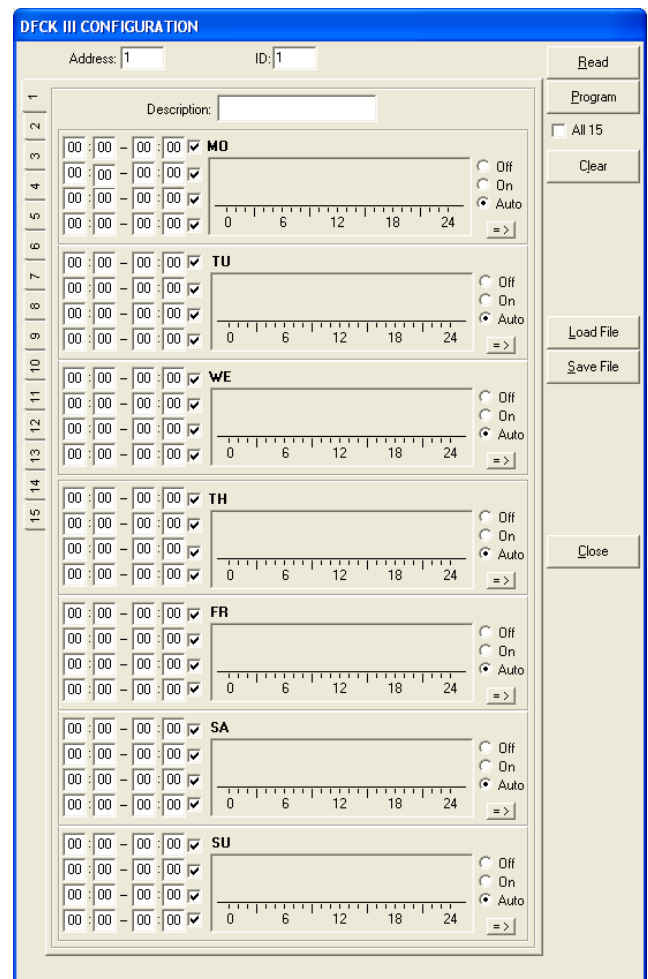 DFCK III CONFIGURATION
Address: 1 ID: 1 Read
Program
All 15
Clear
Load File
Save File
Close
1
2
3
4
5
6
7
8
9
10
11
12
13
14
15
Description:
00 : 00 – 00 : 00 MO
00 : 00 – 00 : 00 Off
00 : 00 – 00 : 00 On
Auto
00 : 00 – 00 : 00 0 6 12 18 24 = >
00 : 00 – 00 : 00 TU
00 : 00 – 00 : 00 Off
00 : 00 – 00 : 00 On
Auto
00 : 00 – 00 : 00 0 6 12 18 24 = >
00 : 00 – 00 : 00 WE
00 : 00 – 00 : 00 Off
00 : 00 – 00 : 00 On
Auto
00 : 00 – 00 : 00 0 6 12 18 24 = >
00 : 00 – 00 : 00 TH
00 : 00 – 00 : 00 Off
00 : 00 – 00 : 00 On
Auto
00 : 00 – 00 : 00 0 6 12 18 24 = >
00 : 00 – 00 : 00 FR
00 : 00 – 00 : 00 Off
00 : 00 – 00 : 00 On
Auto
00 : 00 – 00 : 00 0 6 12 18 24 = >
00 : 00 – 00 : 00 SA
00 : 00 – 00 : 00 Off
00 : 00 – 00 : 00 On
Auto
00 : 00 – 00 : 00 0 6 12 18 24 = >
00 : 00 – 00 : 00 SU
00 : 00 – 00 : 00 Off
00 : 00 – 00 : 00 On
Auto
00 : 00 – 00 : 00 0 6 12 18 24 = >